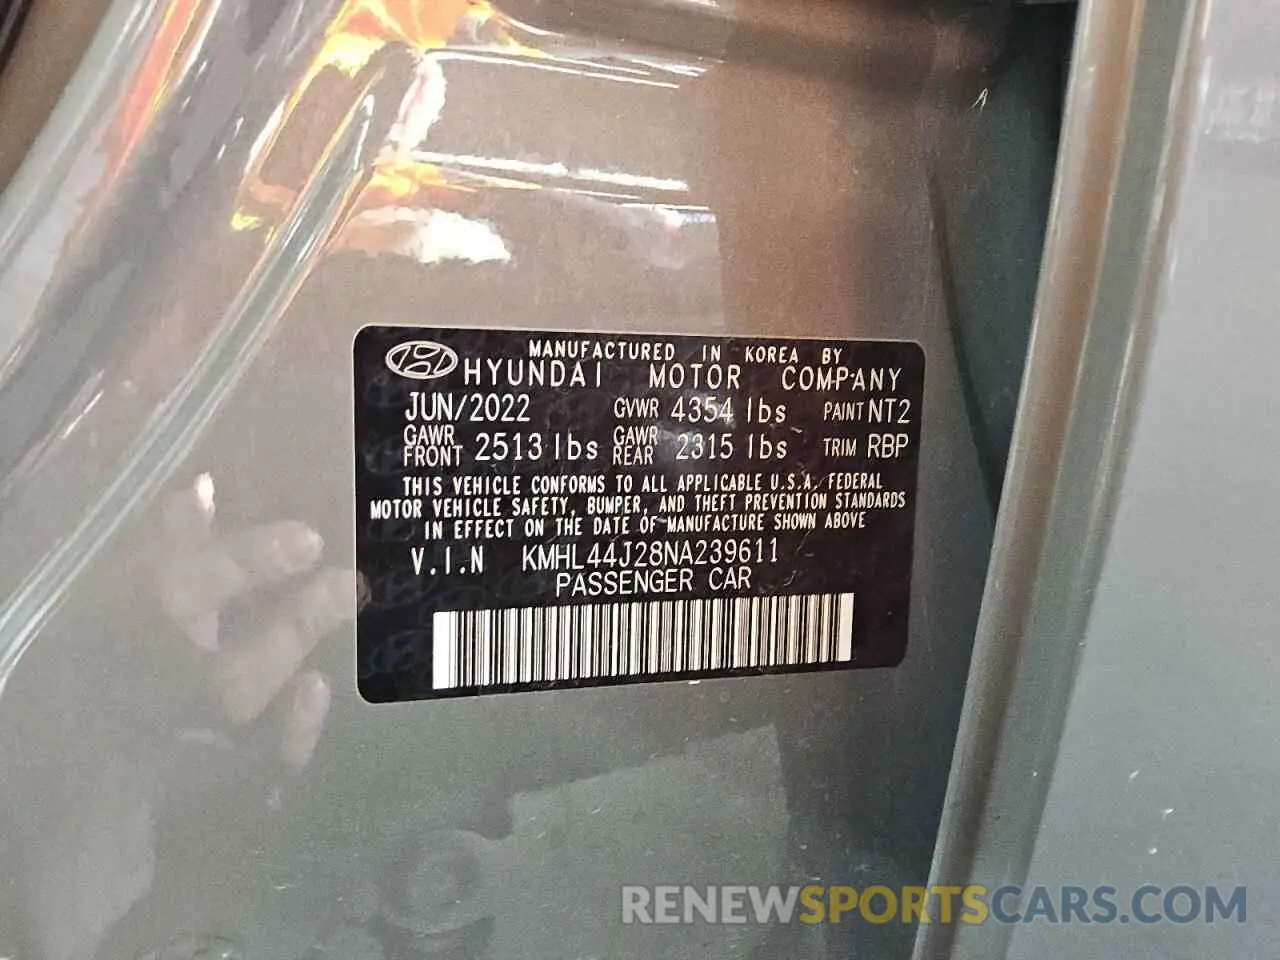 MANUFACTURED IN KOREA BY
HYUNDAI MOTOR COMPANY
JUN/2022 GVWR 4354 lbs PAINT NT2
GAWR FRONT 2513 lbs GAWR REAR 2315 lbs TRIM RBP
THIS VEHICLE CONFORMS TO ALL APPLICABLE U.S.A. FEDERAL
MOTOR VEHICLE SAFETY, BUMPER, AND THEFT PREVENTION STANDARDS
IN EFFECT ON THE DATE OF MANUFACTURE SHOWN ABOVE
V.I.N KMHL44J28NA239611
PASSENGER CAR
RENEWSPORTSCARS.COM